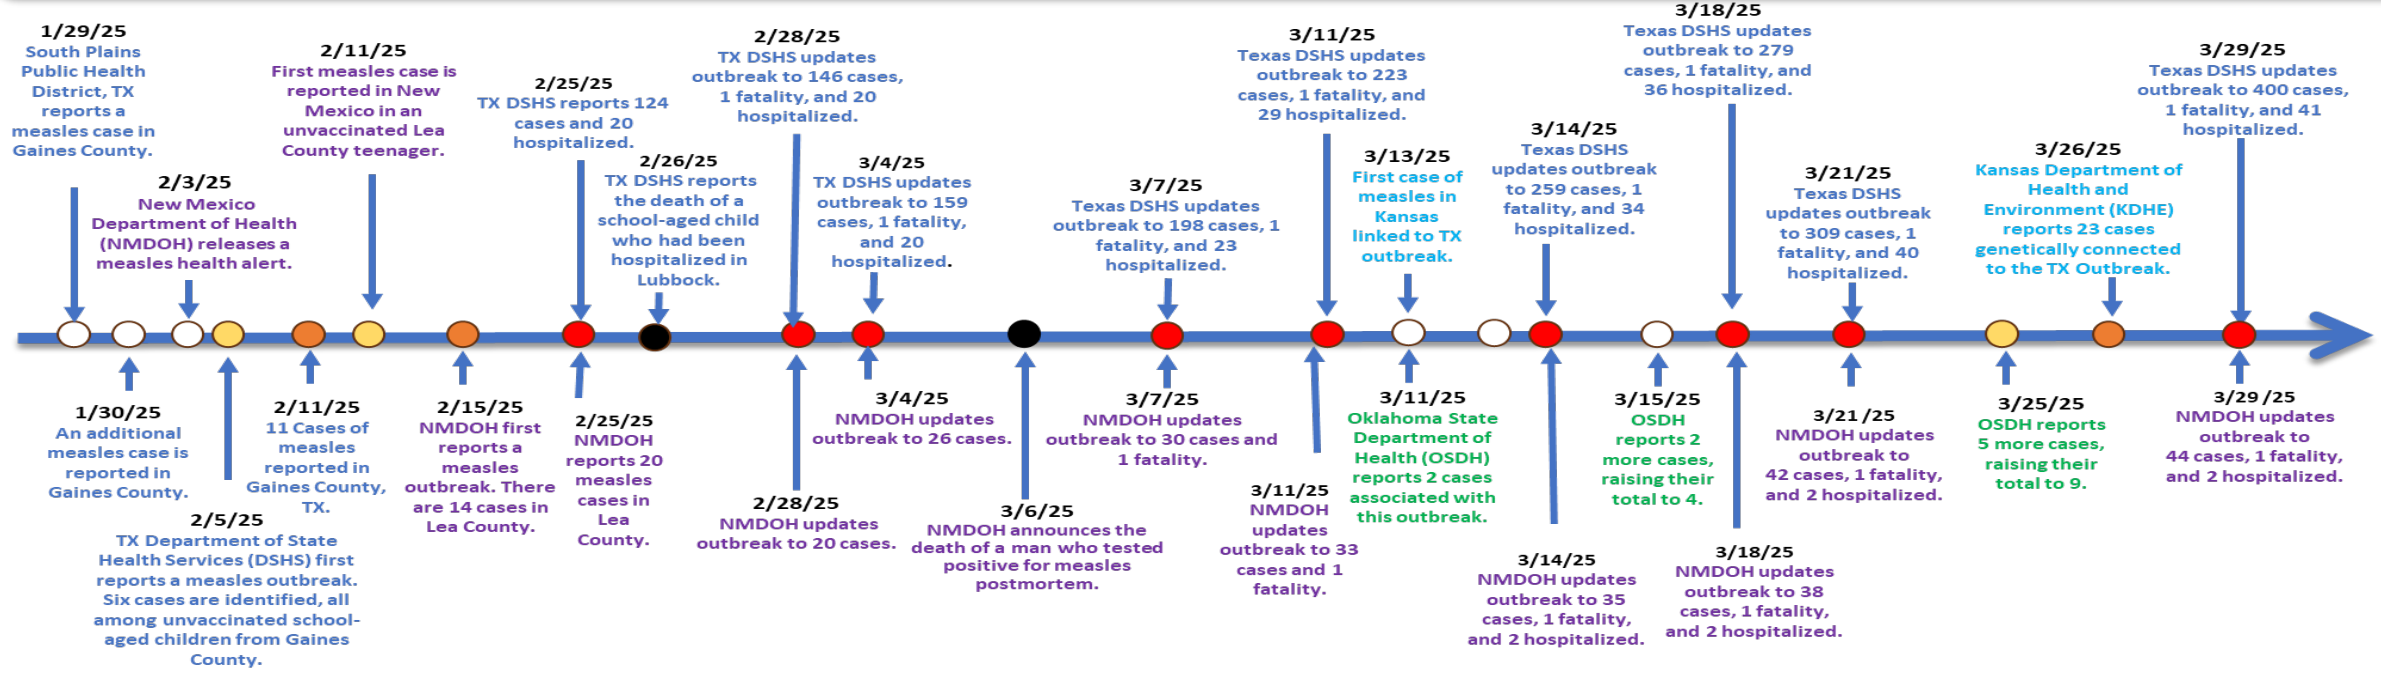 1/29/25
South Plains
Public Health
District, TX
reports a
measles case in
Gaines County.
2/3/25
New Mexico
Department of Health
(NMDOH) releases a
measles health alert.
2/11/25
First measles case is
reported in New
Mexico in an
unvaccinated Lea
County teenager.
2/25/25
TX DSHS reports 124
cases and 20
hospitalized.
2/26/25
TX DSHS reports
the death of a
school-aged child
who had been
hospitalized in
Lubbock.
2/28/25
TX DSHS updates
outbreak to 146 cases,
1 fatality, and 20
hospitalized.
3/4/25
TX DSHS updates
outbreak to 159
cases, 1 fatality,
and 20
hospitalized.
3/7/25
Texas DSHS updates
outbreak to 198 cases, 1
fatality, and 23
hospitalized.
3/11/25
Texas DSHS updates
outbreak to 223
cases, 1 fatality, and
29 hospitalized.
3/13/25
First case of
measles in
Kansas
linked to TX
outbreak.
3/14/25
Texas DSHS
updates outbreak
to 259 cases, 1
fatality, and 34
hospitalized.
3/18/25
Texas DSHS updates
outbreak to 279
cases, 1 fatality, and
36 hospitalized.
3/21/25
Texas DSHS
updates outbreak
to 309 cases, 1
fatality, and 40
hospitalized.
3/26/25
Kansas Department of
Health and
Environment (KDHE)
reports 23 cases
genetically connected
to the TX Outbreak.
3/29/25
Texas DSHS updates
outbreak to 400 cases,
1 fatality, and 41
hospitalized.
1/30/25
An additional
measles case is
reported in
Gaines County.
2/5/25
TX Department of State
Health Services (DSHS) first
reports a measles outbreak.
Six cases are identified, all
among unvaccinated school-
aged children from Gaines
County.
2/11/25
11 Cases of
measles
reported in
Gaines County,
TX.
2/15/25
NMDOH first
reports a
measles
outbreak. There
are 14 cases in
Lea County.
2/25/25
NMDOH
reports 20
measles
cases in
Lea
County.
2/28/25
NMDOH updates
outbreak to 20 cases.
3/4/25
NMDOH updates
outbreak to 26 cases.
3/6/25
NMDOH announces the
death of a man who tested
positive for measles
postmortem.
3/7/25
NMDOH updates
outbreak to 30 cases and
1 fatality.
3/11/25
NMDOH
updates
outbreak to 33
cases and 1
fatality.
3/11/25
Oklahoma State
Department of
Health (OSDH)
reports 2 cases
associated with
this outbreak.
3/14/25
NMDOH updates
outbreak to 35
cases, 1 fatality,
and 2 hospitalized.
3/15/25
OSDH
reports 2
more cases,
raising their
total to 4.
3/18/25
NMDOH updates
outbreak to 38
cases, 1 fatality,
and 2 hospitalized.
3/21/25
NMDOH updates
outbreak to
42 cases, 1 fatality,
and 2 hospitalized.
3/25/25
OSDH reports
5 more cases,
raising their
total to 9.
3/29/25
NMDOH updates
outbreak to
44 cases, 1 fatality,
and 2 hospitalized.